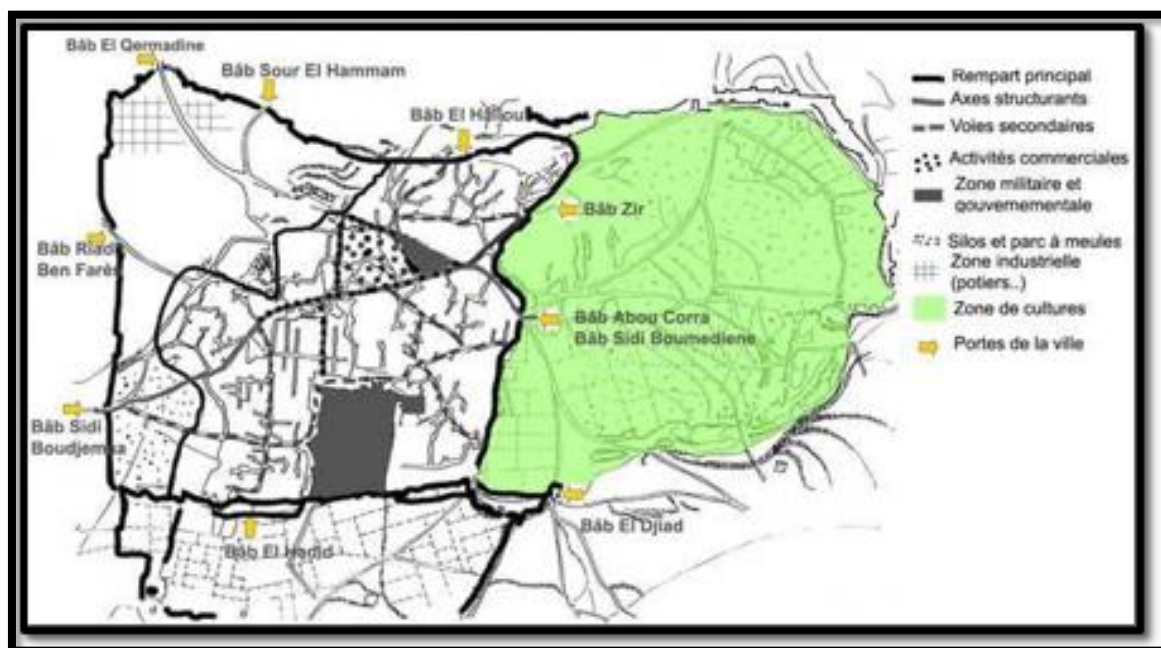 Bâb El Qermadine
Bâb Sour El Hammam
Bâb El Halloui
Bâb Zir
Bâb Riadh
Ben Farès
Bâb Abou Corra
Bâb Sidi Boumediene
Bâb Sidi
Boudjemaa
Bâb El Hadid
Bâb El Djiad
Rempart principal
Axes structurants
Voies secondaires
Activités commerciales
Zone militaire et
gouvernementale
Silos et parc à meules
Zone industrielle
(potiers..)
Zone de cultures
Portes de la ville